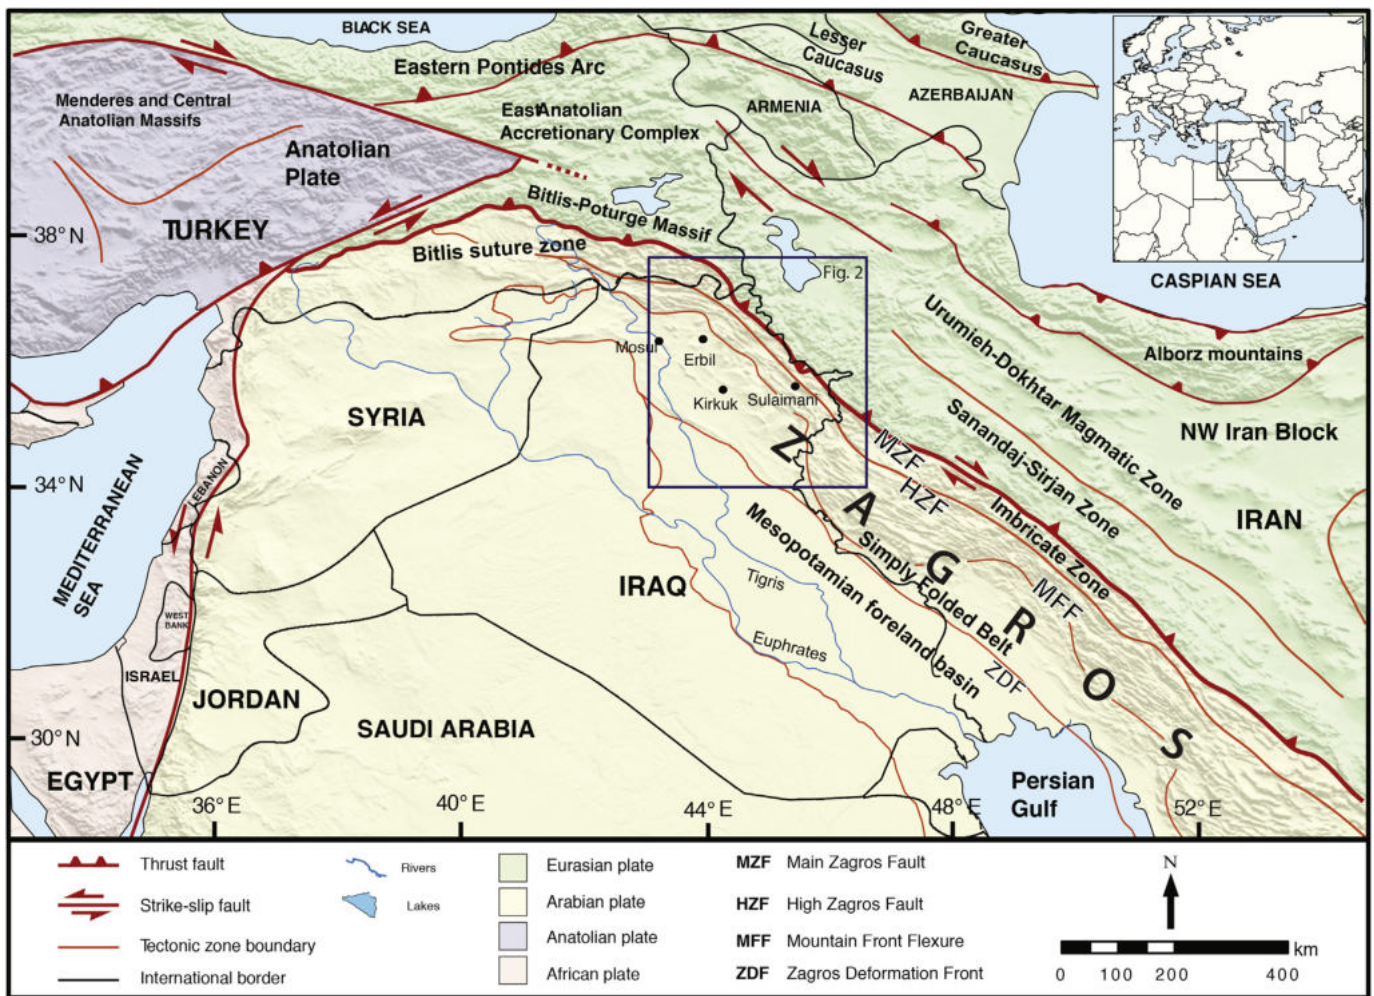 BLACK SEA
Eastern Pontides Arc
Lesser
Caucasus
Greater
Caucasus
Menderes and Central
Anatolian Massifs
East Anatolian
Accretionary Complex
ARMENIA
AZERBAIJAN
Anatolian
Plate
Bitlis-Poturge Massif
38° N
TURKEY
Bitlis suture zone
Fig. 2
CASPIAN SEA
Urumieh-Dokhtar Magmatic Zone
Alborz mountains
Mosul
Erbil
Kirkuk
Sulaimani
SYRIA
Sanandaj-Sirjan Zone
NW Iran Block
MZF
HZF
34° N
LEBANON
MEDITERRANEAN
SEA
Imbricate Zone
IRAN
ZAGROS
Mesopotamian foreland basin
Simply Folded Belt
MFF
IRAQ
Tigris
WEST
BANK
Euphrates
ZDF
ISRAEL
JORDAN
SAUDI ARABIA
30° N
EGYPT
Persian
Gulf
36° E
40° E
44° E
48° E
52° E
Thrust fault
Strike-slip fault
Tectonic zone boundary
International border
Rivers
Lakes
Eurasian plate
Arabian plate
Anatolian plate
African plate
MZF Main Zagros Fault
HZF High Zagros Fault
MFF Mountain Front Flexure
ZDF Zagros Deformation Front
N
km
0 100 200 400